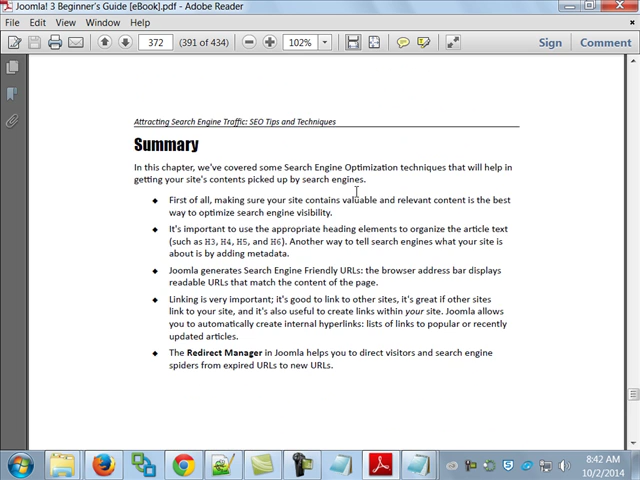 Joomla! 3 Beginner's Guide [eBook].pdf - Adobe Reader
File Edit View Window Help
372 (391 of 434) 102% Sign Comment
Attracting Search Engine Traffic: SEO Tips and Techniques
Summary
In this chapter, we've covered some Search Engine Optimization techniques that will help in
getting your site's contents picked up by search engines.
◆ First of all, making sure your site contains valuable and relevant content is the best
way to optimize search engine visibility.
◆ It's important to use the appropriate heading elements to organize the article text
(such as H3, H4, H5, and H6). Another way to tell search engines what your site is
about is by adding metadata.
◆ Joomla generates Search Engine Friendly URLs: the browser address bar displays
readable URLs that match the content of the page.
◆ Linking is very important; it's good to link to other sites, it's great if other sites
link to your site, and it's also useful to create links within your site. Joomla allows
you to automatically create internal hyperlinks: lists of links to popular or recently
updated articles.
◆ The Redirect Manager in Joomla helps you to direct visitors and search engine
spiders from expired URLs to new URLs.
8:42 AM
10/2/2014